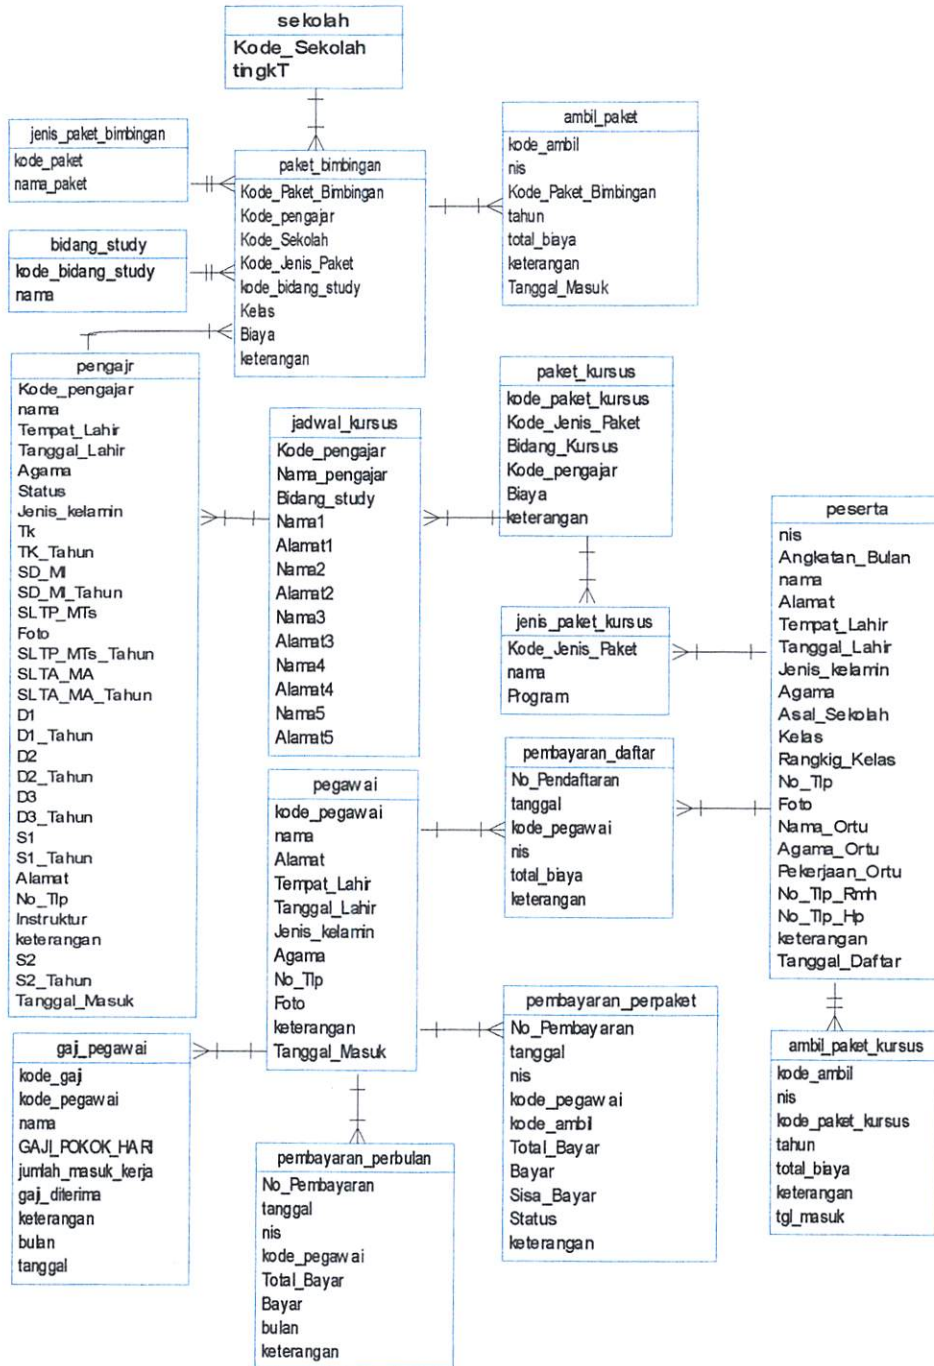 sekolah
Kode_Sekolah
tingkT
jenis_paket_bimbingan
kode_paket
nama_paket
bidang_study
kode_bidang_study
nama
paket_bimbingan
Kode_Paket_Bimbingan
Kode_pengajar
Kode_Sekolah
Kode_Jenis_Paket
kode_bidang_study
Kelas
Biaya
keterangan
ambil_paket
kode_ambil
nis
Kode_Paket_Bimbingan
tahun
total_biaya
keterangan
Tanggal_Masuk
pengajr
Kode_pengajar
nama
Tempat_Lahir
Tanggal_Lahir
Agama
Status
Jenis_kelamin
Tk
TK_Tahun
SD_MI
SD_MI_Tahun
SLTP_MTs
Foto
SLTP_MTs_Tahun
SLTA_MA
SLTA_MA_Tahun
D1
D1_Tahun
D2
D2_Tahun
D3
D3_Tahun
S1
S1_Tahun
Alamat
No_Tlp
Instruktur
keterangan
S2
S2_Tahun
Tanggal_Masuk
jadwal_kursus
Kode_pengajar
Nama_pengajar
Bidang_study
Nama1
Alamat1
Nama2
Alamat2
Nama3
Alamat3
Nama4
Alamat4
Nama5
Alamat5
paket_kursus
kode_paket_kursus
Kode_Jenis_Paket
Bidang_Kursus
Kode_pengajar
Biaya
keterangan
jenis_paket_kursus
Kode_Jenis_Paket
nama
Program
peserta
nis
Angkatan_Bulan
nama
Alamat
Tempat_Lahir
Tanggal_Lahir
Jenis_kelamin
Agama
Asal_Sekolah
Kelas
Rangkig_Kelas
No_Tlp
Foto
Nama_Ortu
Agama_Ortu
Pekerjaan_Ortu
No_Tlp_Rmh
No_Tlp_Hp
keterangan
Tanggal_Daftar
pembayaran_daftar
No_Pendaftaran
tanggal
kode_pegawai
nis
total_biaya
keterangan
pegawai
kode_pegawai
nama
Alamat
Tempat_Lahir
Tanggal_Lahir
Jenis_kelamin
Agama
No_Tlp
Foto
keterangan
Tanggal_Masuk
pembayaran_perpaket
No_Pembayaran
tanggal
nis
kode_pegawai
kode_ambil
Total_Bayar
Bayar
Sisa_Bayar
Status
keterangan
gaji_pegawai
kode_gaji
kode_pegawai
nama
GAJI_POKOK_HARI
jumlah_masuk_kerja
gaji_diterima
keterangan
bulan
tanggal
ambil_paket_kursus
kode_ambil
nis
kode_paket_kursus
tahun
total_biaya
keterangan
tgl_masuk
pembayaran_perbulan
No_Pembayaran
tanggal
nis
kode_pegawai
Total_Bayar
Bayar
bulan
keterangan